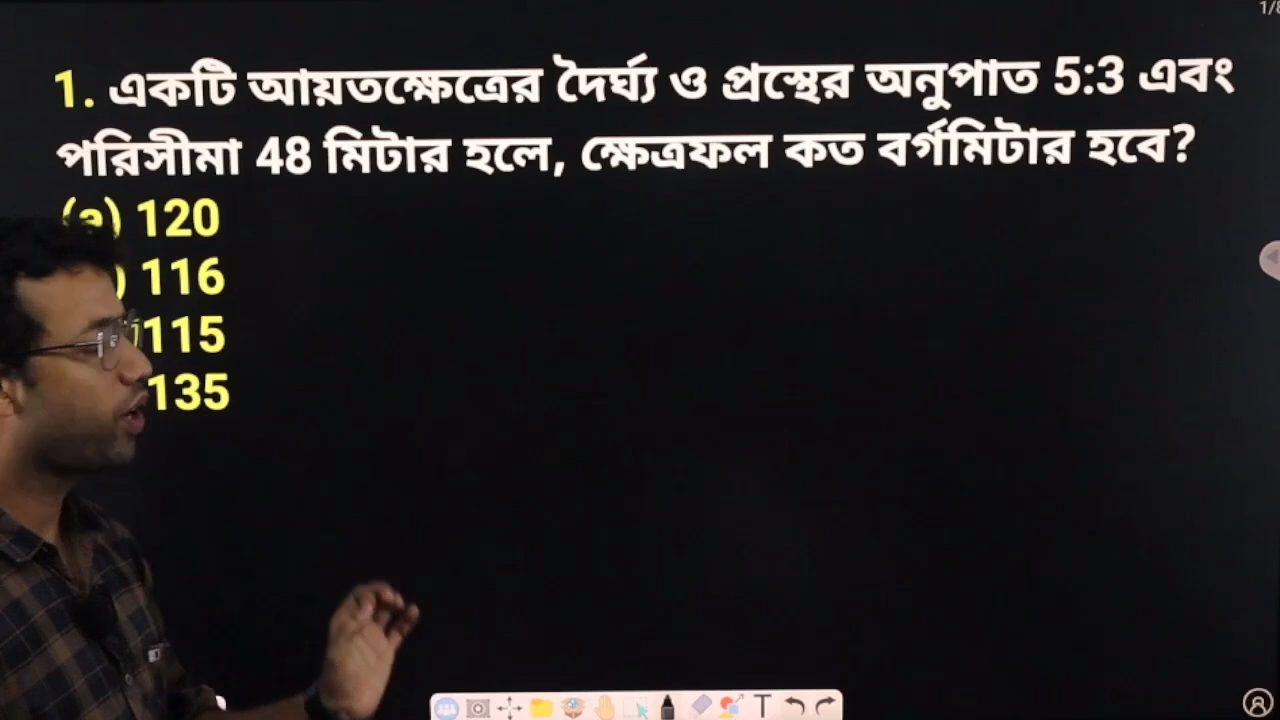 1. একটি আয়তক্ষেত্রের দৈর্ঘ্য ও প্রস্থের অনুপাত 5:3 এবং
পরিসীমা 48 মিটার হলে, ক্ষেত্রফল কত বর্গমিটার হবে?
(a) 120
) 116
115
135
T